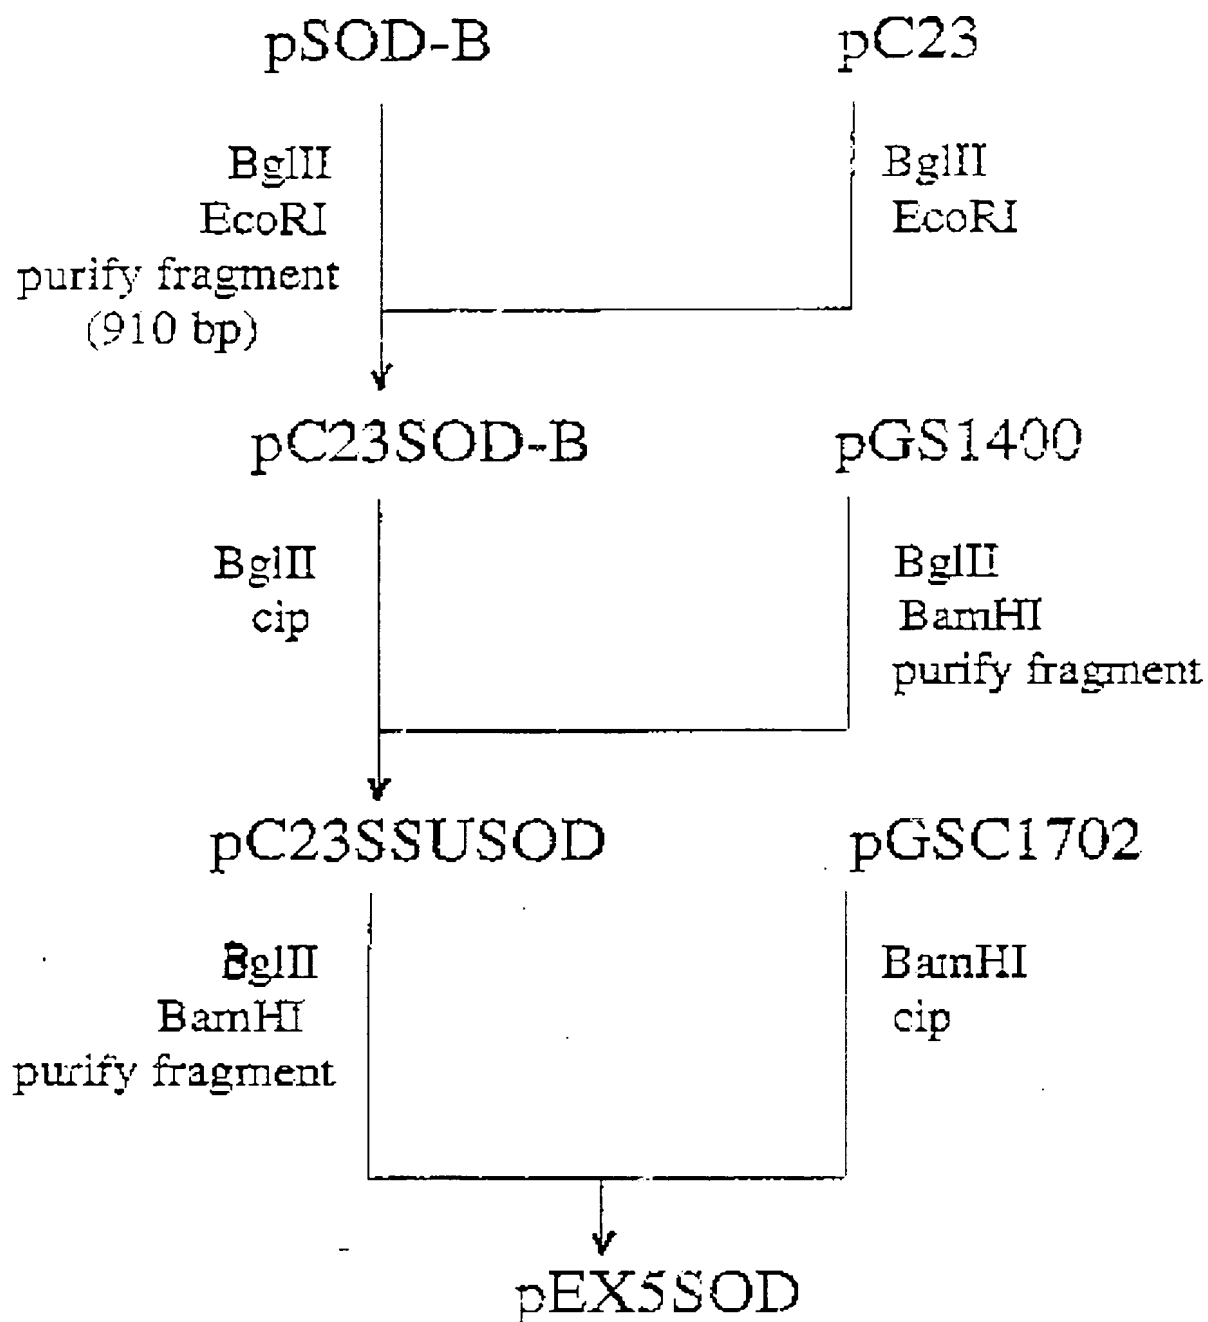 pSOD-B
pC23
BglII
EcoRI
purify fragment
(910 bp)
BglII
EcoRI
pC23SOD-B
pGS1400
BglII
cip
BglII
BamHI
purify fragment
pC23SSUSOD
pGSC1702
BglII
BamHI
purify fragment
BamHI
cip
pEX5SOD